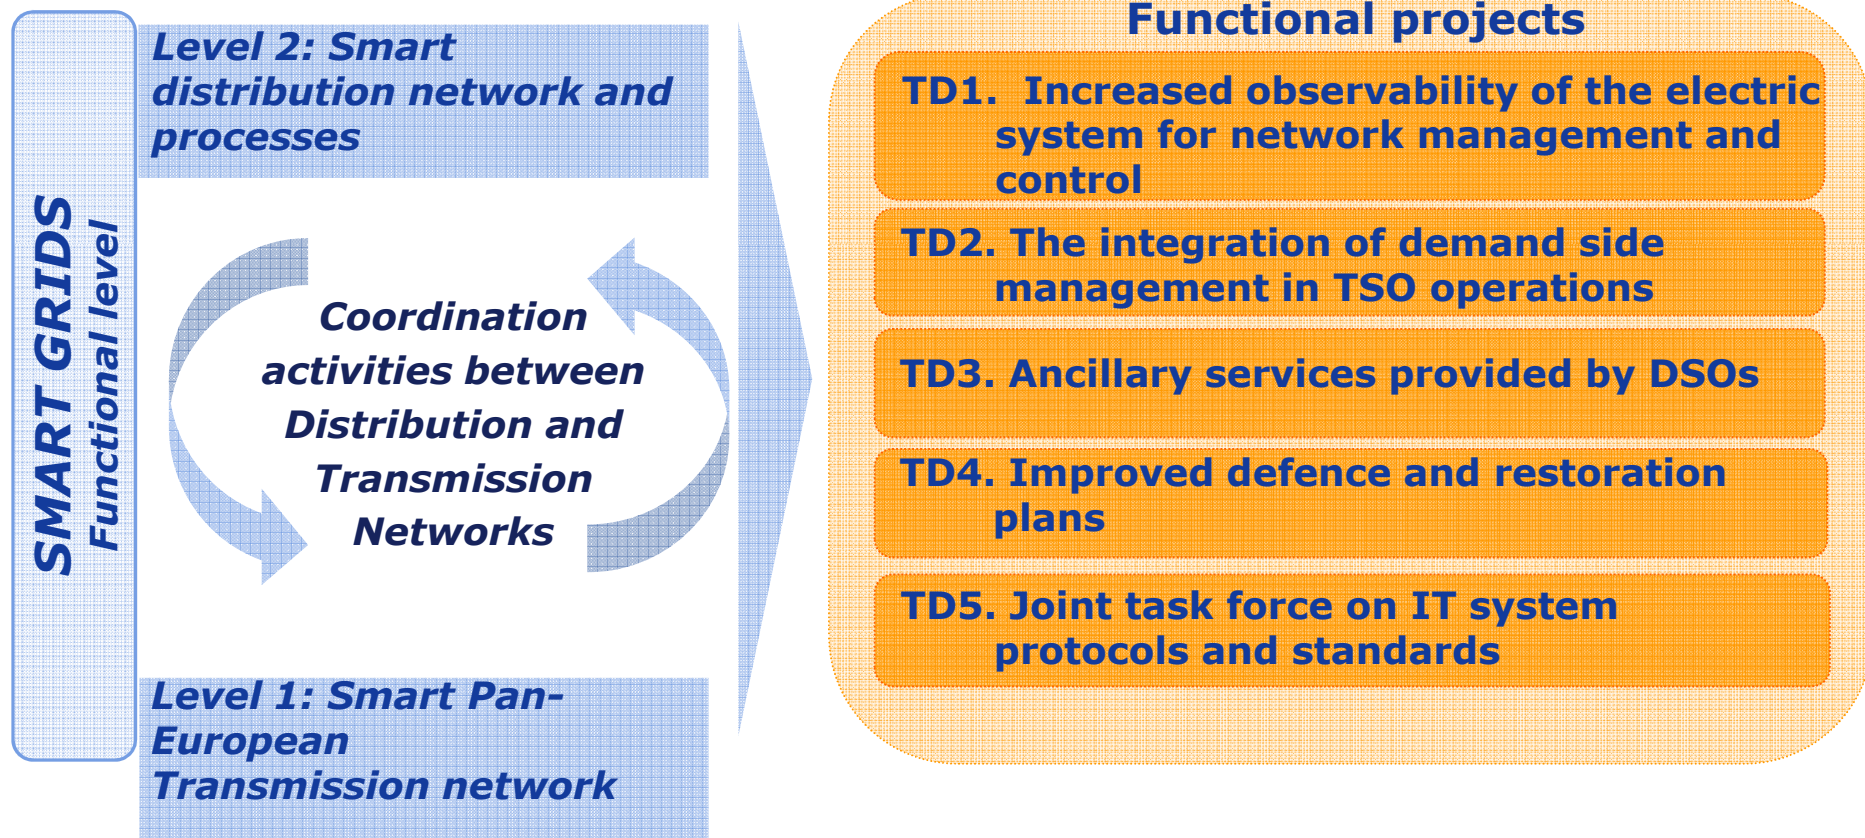 SMART GRIDS
Functional level
Level 2: Smart
distribution network and
processes
Coordination
activities between
Distribution and
Transmission
Networks
Level 1: Smart Pan-
European
Transmission network
Functional projects
TD1. Increased observability of the electric
system for network management and
control
TD2. The integration of demand side
management in TSO operations
TD3. Ancillary services provided by DSOs
TD4. Improved defence and restoration
plans
TD5. Joint task force on IT system
protocols and standards